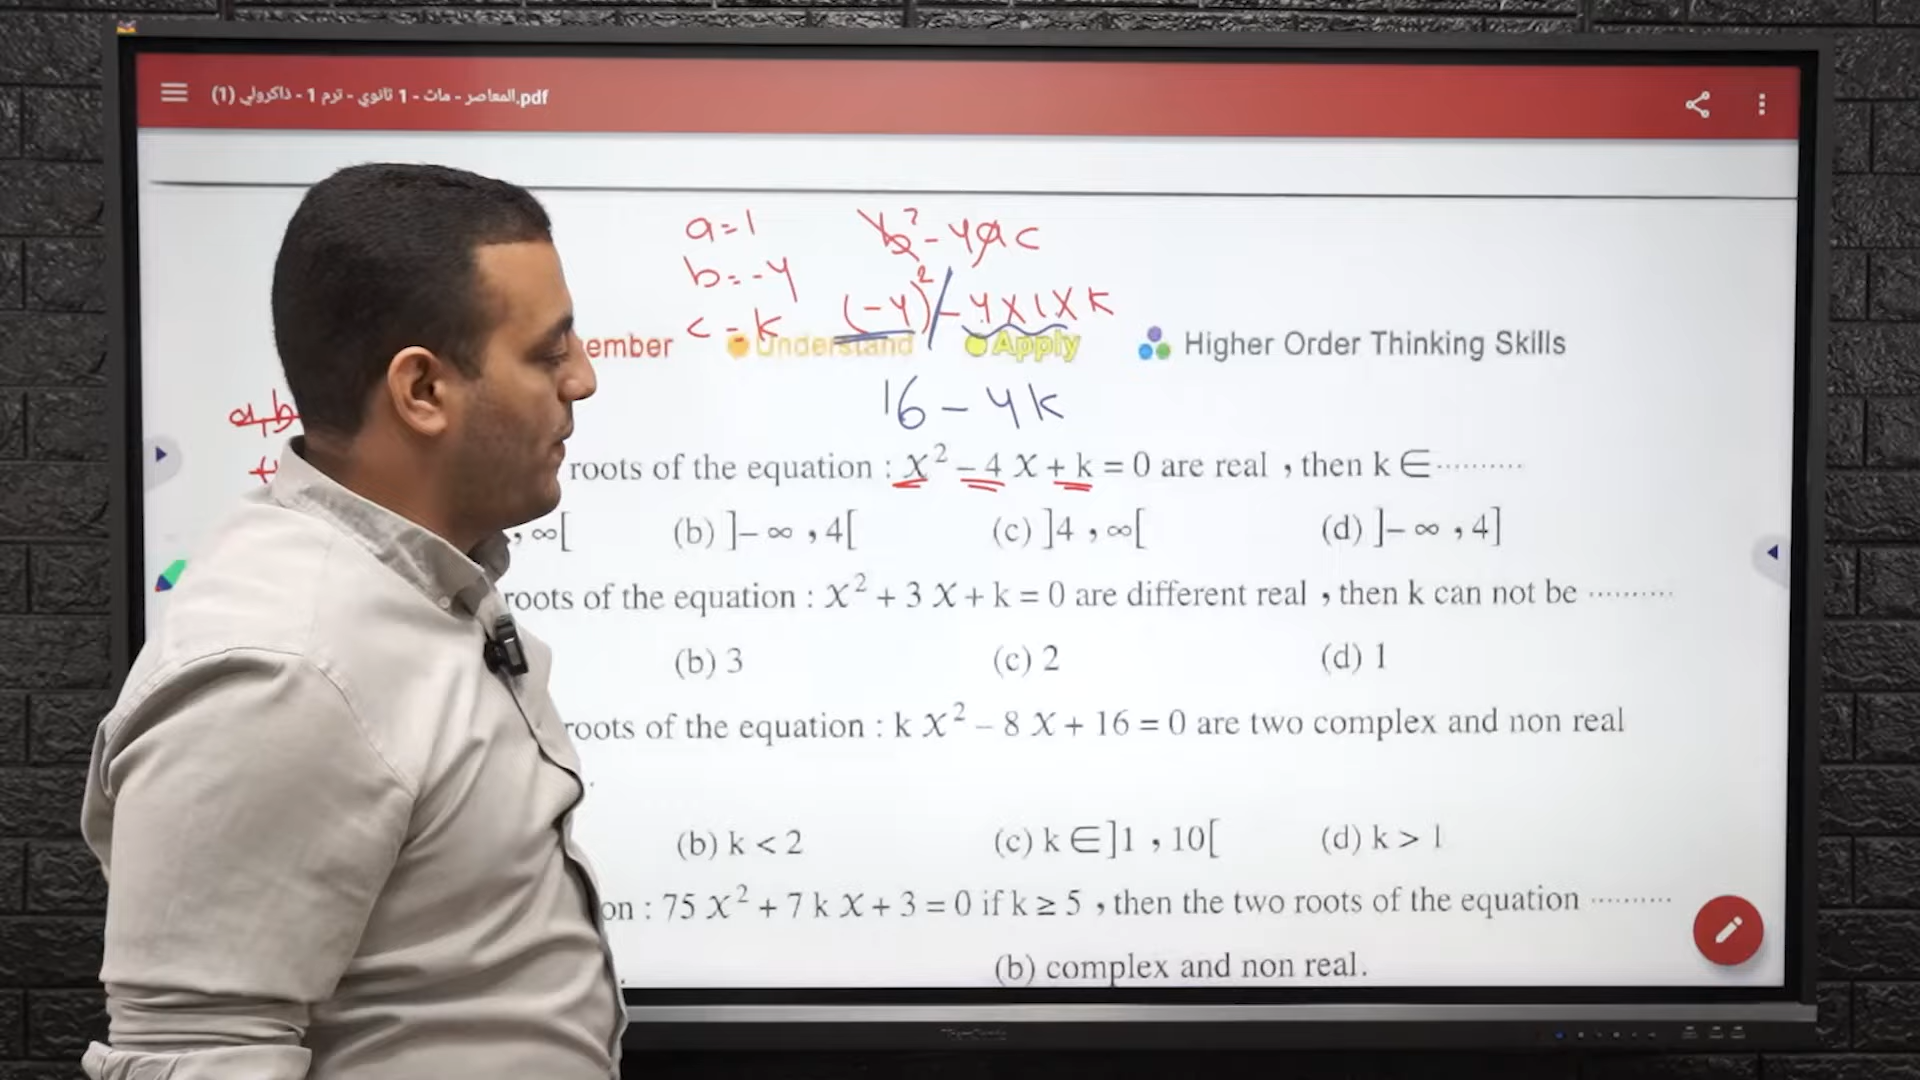 المعاصر - ماث - 1 ثانوي - ترم 1 - ذاكرولي (1).pdf
a=1
b²-4ac
b=-4
(-4)²-4×1×k
c=k
ember Understand Apply Higher Order Thinking Skills
16-4k
a,b
roots of the equation : x² – 4 x + k = 0 are real , then k ∈ ..........
, ∞[ (b) ]– ∞ , 4[ (c) ]4 , ∞[ (d) ]– ∞ , 4]
roots of the equation : x² + 3 x + k = 0 are different real , then k can not be ..........
(b) 3 (c) 2 (d) 1
roots of the equation : k x² – 8 x + 16 = 0 are two complex and non real
(b) k < 2 (c) k ∈ ]1 , 10[ (d) k > 1
on : 75 x² + 7 k x + 3 = 0 if k ≥ 5 , then the two roots of the equation ..........
(b) complex and non real.